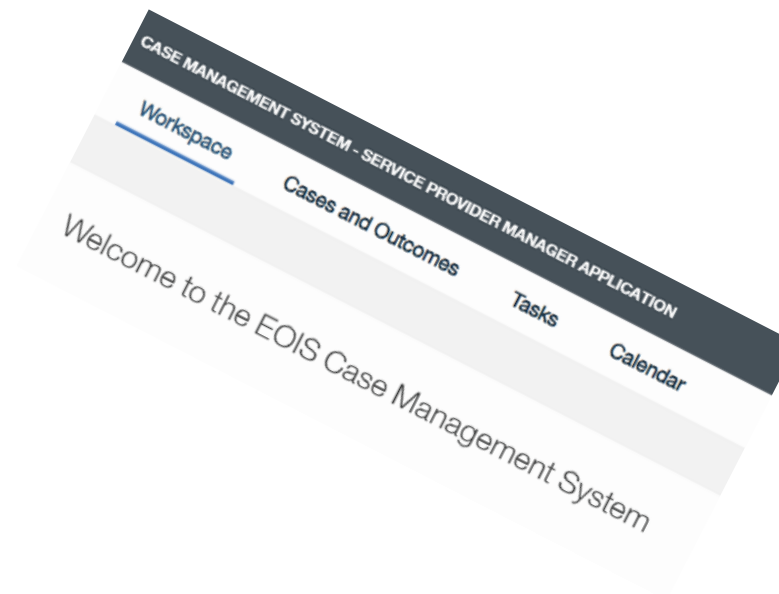 CASE MANAGEMENT SYSTEM - SERVICE PROVIDER MANAGER APPLICATION
Workspace Cases and Outcomes Tasks Calendar
Welcome to the EOIS Case Management System